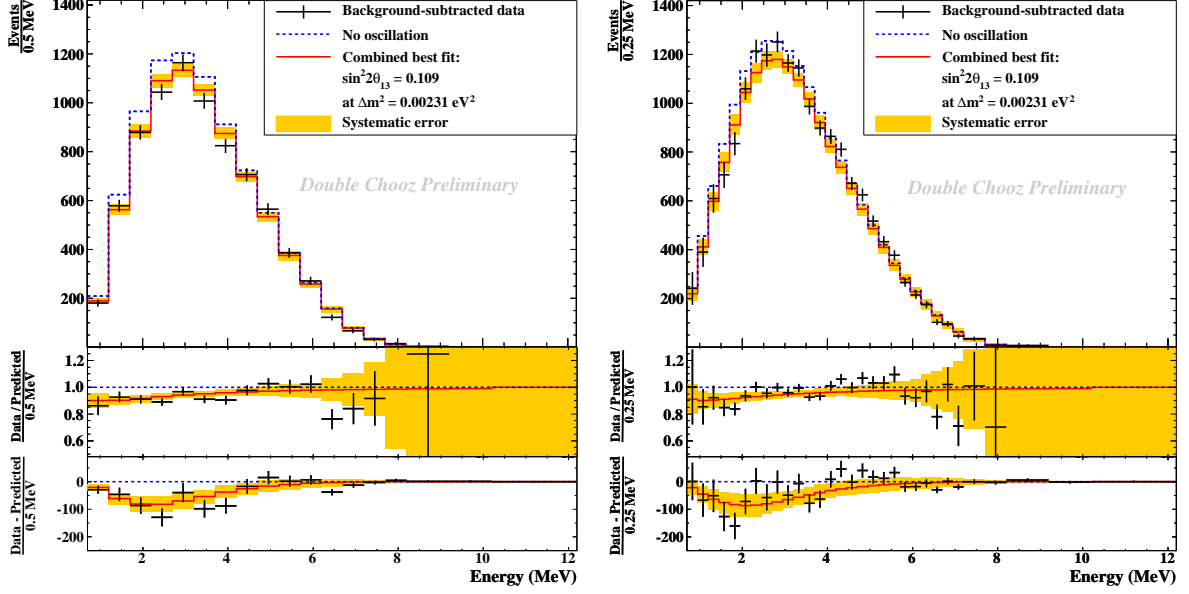 Events
0.5 MeV
1400
1200
1000
800
600
400
200
Background-subtracted data
No oscillation
Combined best fit:
sin²2θ₁₃ = 0.109
at Δm² = 0.00231 eV²
Systematic error
Double Chooz Preliminary
Data / Predicted
0.5 MeV
1.2
1.0
0.8
0.6
Data - Predicted
0.5 MeV
0
-100
-200
2 4 6 8 10 12
Energy (MeV)
Events
0.25 MeV
1400
1200
1000
800
600
400
200
Background-subtracted data
No oscillation
Combined best fit:
sin²2θ₁₃ = 0.109
at Δm² = 0.00231 eV²
Systematic error
Double Chooz Preliminary
Data / Predicted
0.25 MeV
1.2
1.0
0.8
0.6
Data - Predicted
0.25 MeV
0
-100
-200
2 4 6 8 10 12
Energy (MeV)